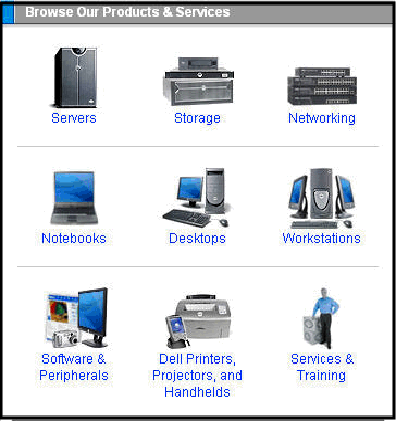 Browse Our Products & Services
Servers
Storage
Networking
Notebooks
Desktops
Workstations
Software &
Peripherals
Dell Printers,
Projectors, and
Handhelds
Services &
Training